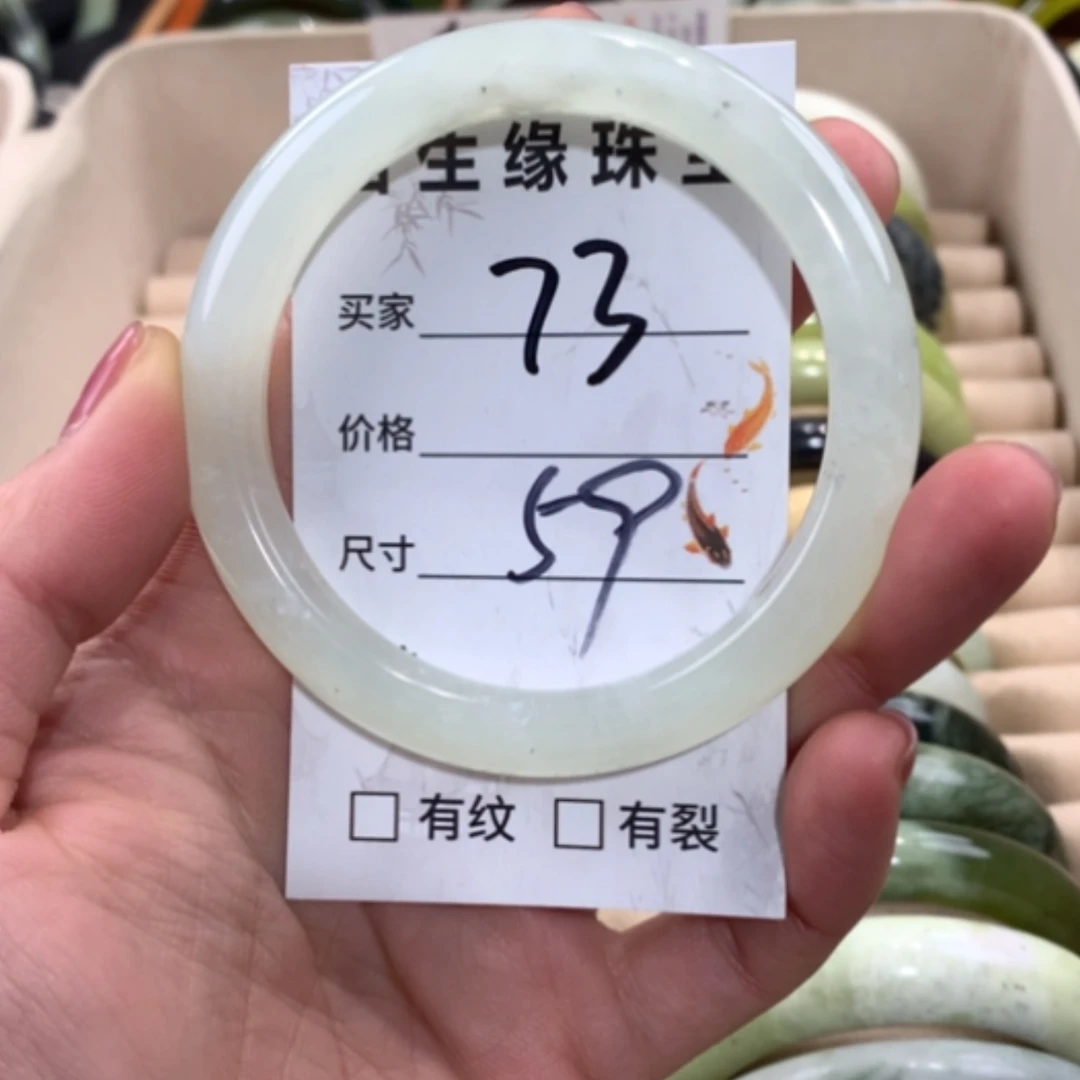 生缘珠
买家 73
价格
尺寸 59
□ 有纹 □ 有裂